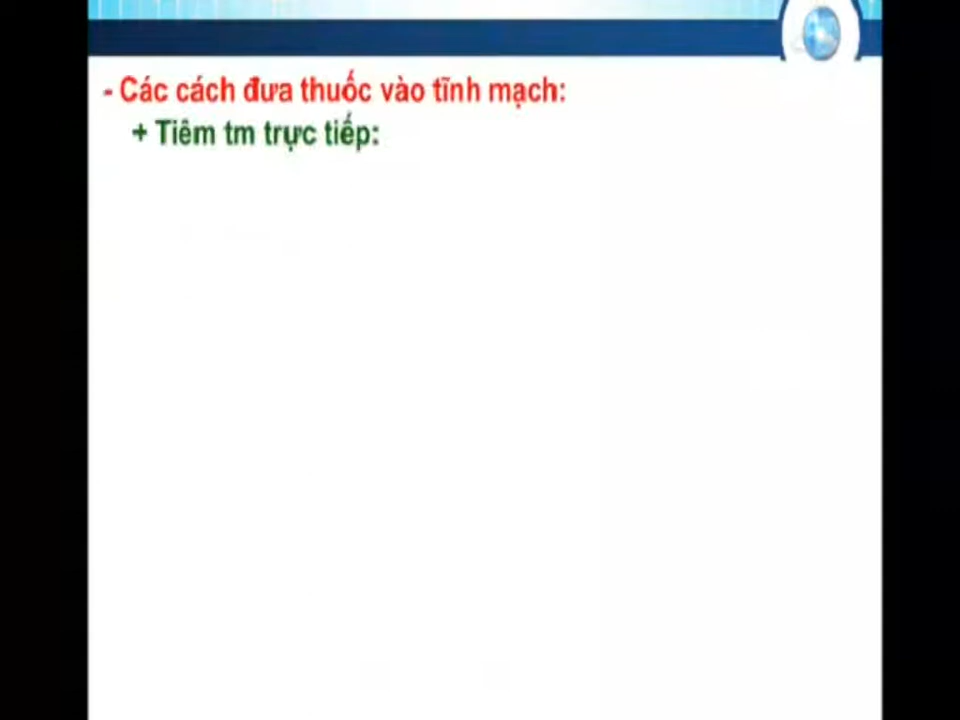 - Các cách đưa thuốc vào tĩnh mạch:
+ Tiêm tm trực tiếp: